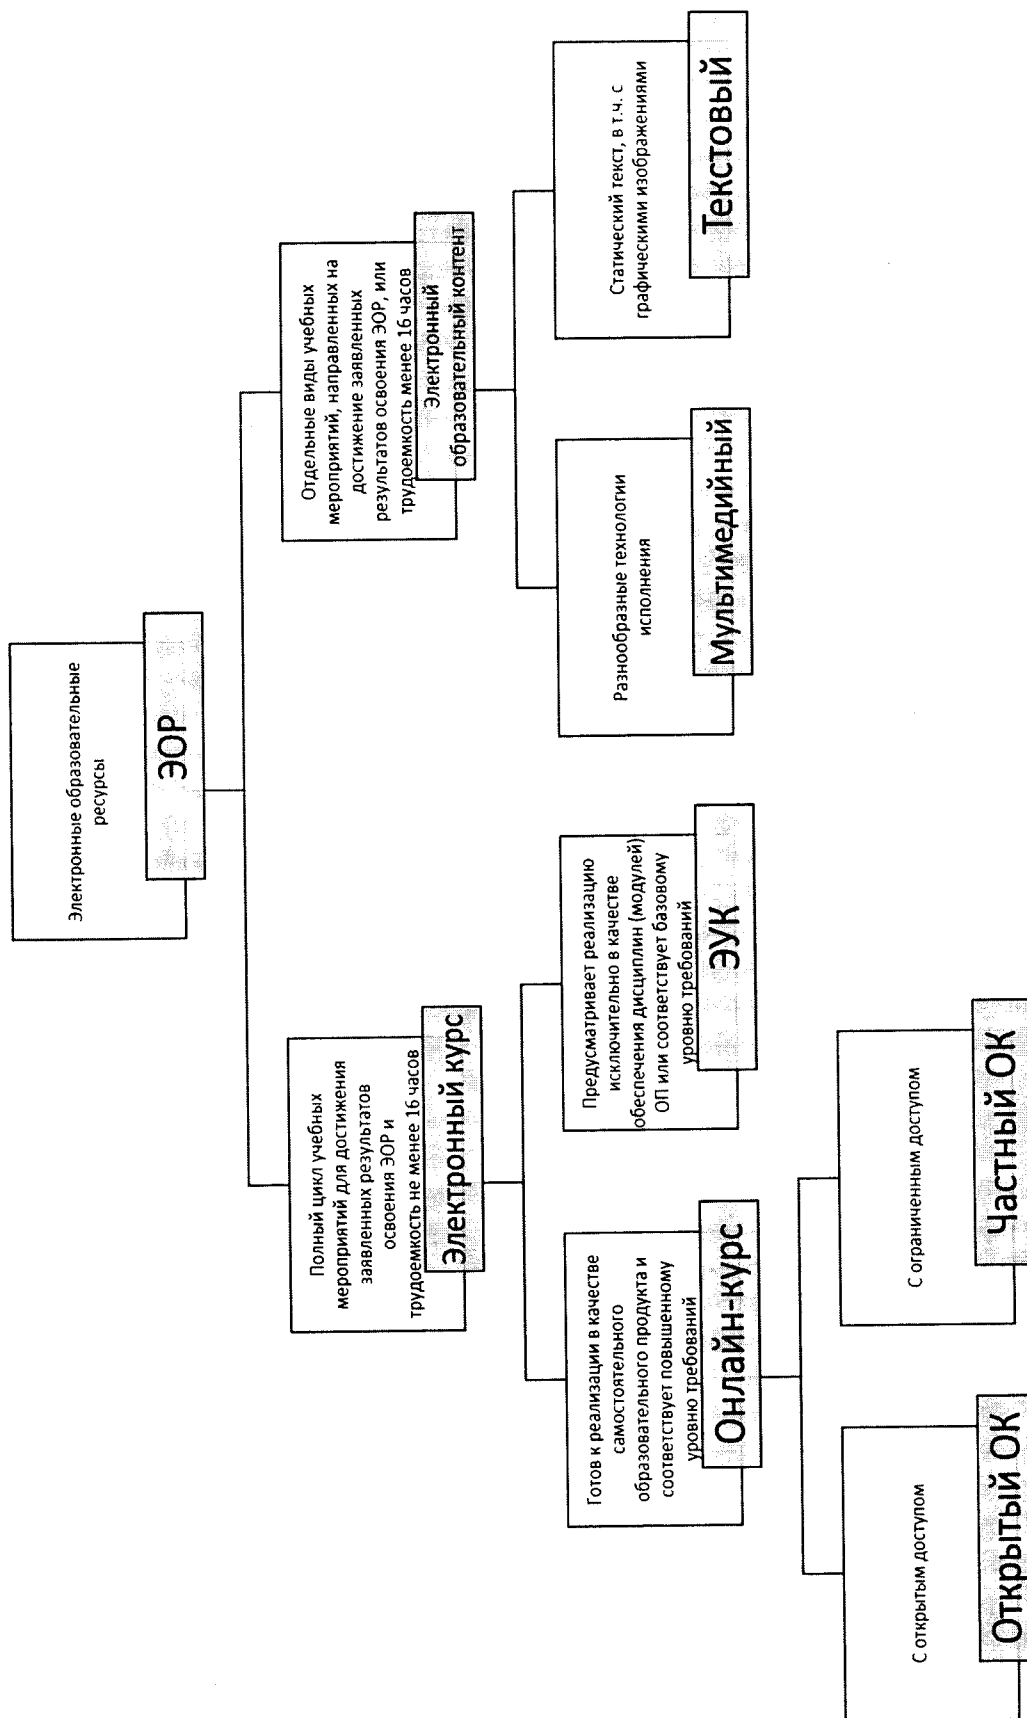 Электронные образовательные
ресурсы
ЭОР
Полный цикл учебных
мероприятий для достижения
заявленных результатов
освоения ЭОР и
трудоемкость не менее 16 часов
Электронный курс
Отдельные виды учебных
мероприятий, направленных на
достижение заявленных
результатов освоения ЭОР, или
трудоемкость менее 16 часов
Электронный
образовательный контент
Готов к реализации в качестве
самостоятельного
образовательного продукта и
соответствует повышенному
уровню требований
Онлайн-курс
Предусматривает реализацию
исключительно в качестве
обеспечения дисциплин (модулей)
ОП или соответствует базовому
уровню требований
ЭУК
Разнообразные технологии
исполнения
Мультимедийный
Статический текст, в т.ч. с
графическими изображениями
Текстовый
С открытым доступом
Открытый ОК
С ограниченным доступом
Частный ОК